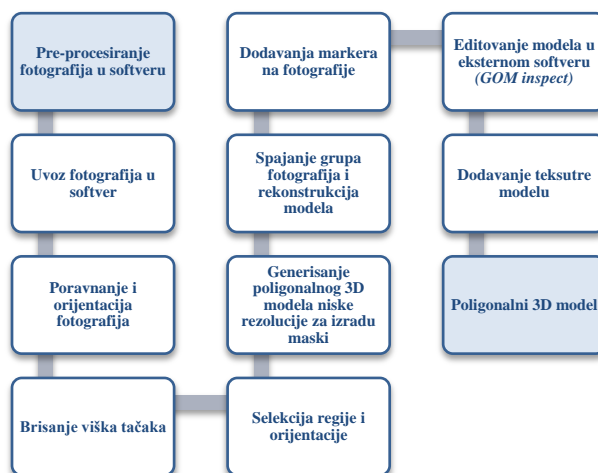 Pre-procesiranje
fotografija u softveru
Uvoz fotografija u
softver
Poravnanje i
orijentacija
fotografija
Brisanje viška tačaka
Selekcija regije i
orijentacije
Generisanje
poligonalnog 3D
modela niske
rezolucije za izradu
maski
Spajanje grupa
fotografija i
rekonstrukcija
modela
Dodavanja markera
na fotografije
Editovanje modela u
eksternom softveru
(GOM inspect)
Dodavanje teksutre
modelu
Poligonalni 3D model